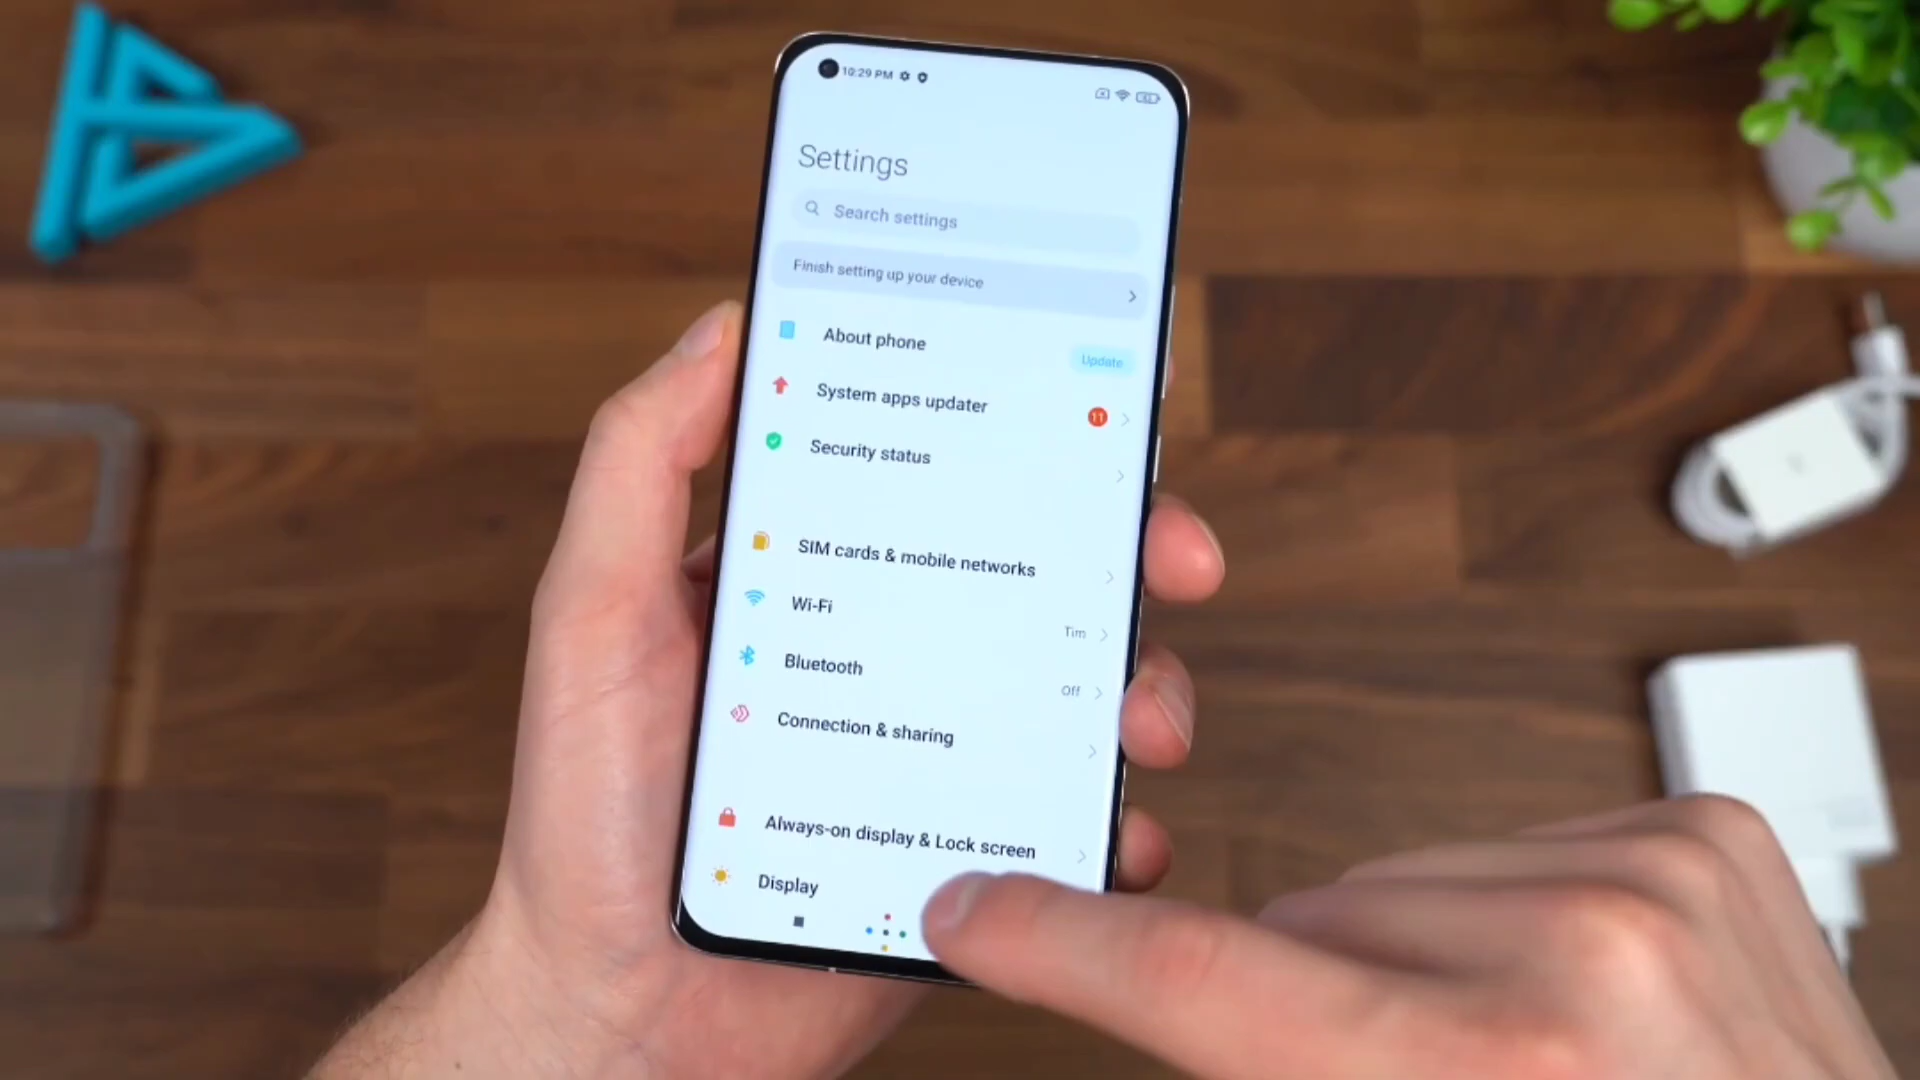 10:29 PM
Settings
Search settings
Finish setting up your device
About phone
Update
System apps updater
11
Security status
SIM cards & mobile networks
Wi-Fi
Tim
Bluetooth
Off
Connection & sharing
Always-on display & Lock screen
Display